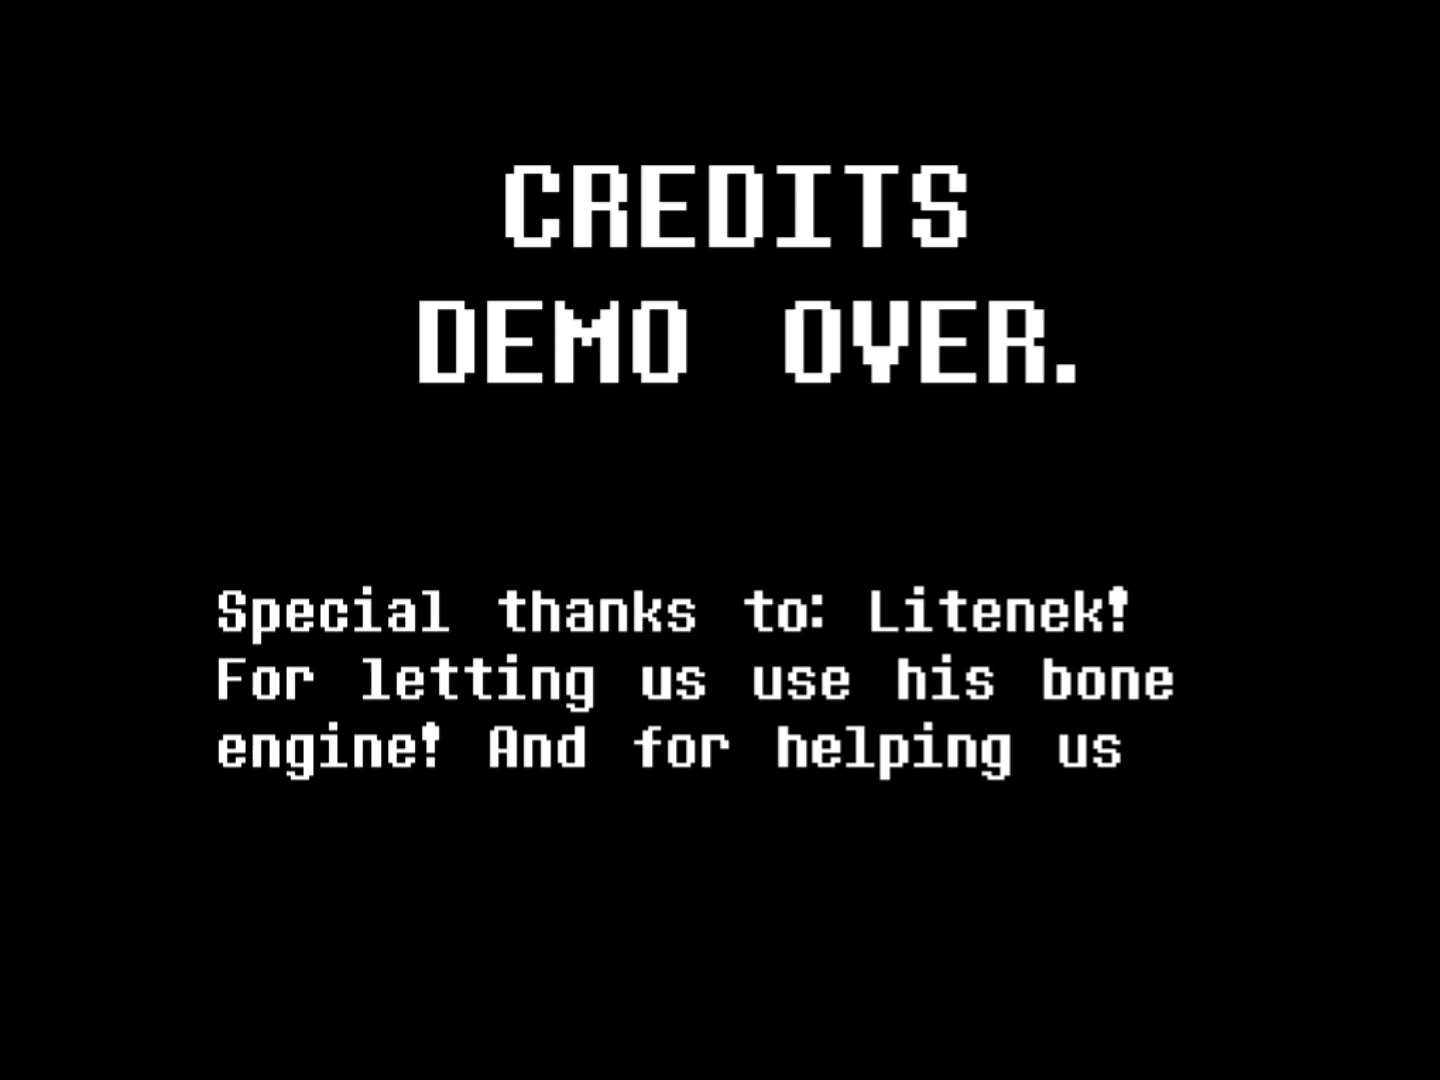 CREDITS
DEMO OVER.
Special thanks to: Litenek!
For letting us use his bone
engine! And for helping us